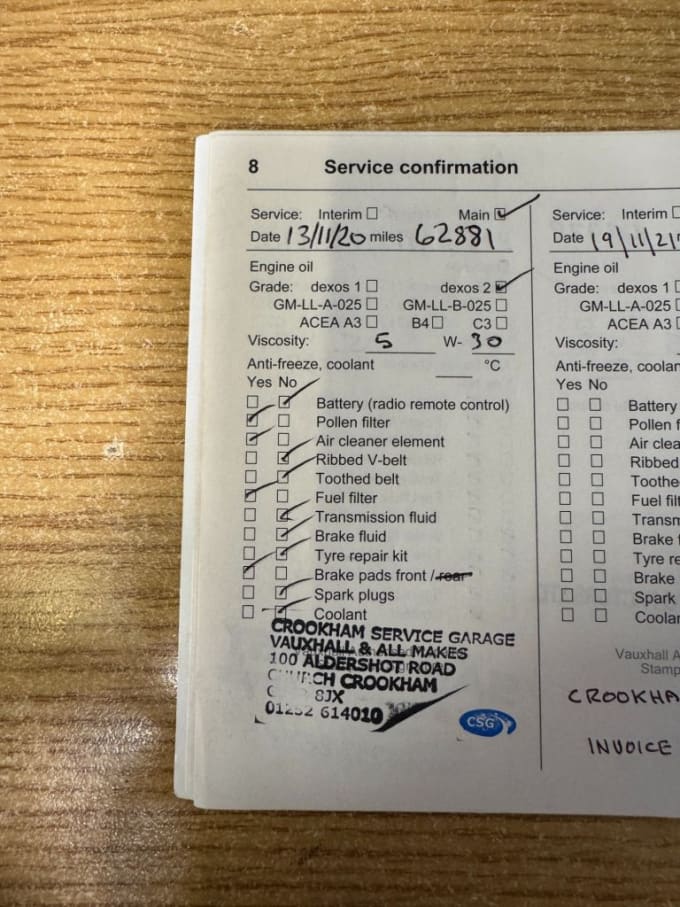 8 Service confirmation
Service: Interim Main
Date 13/11/20 miles 62881
Engine oil
Grade: dexos 1 dexos 2
GM-LL-A-025 GM-LL-B-025
ACEA A3 B4 C3
Viscosity: 5 W- 30
Anti-freeze, coolant °C
Yes No
Battery (radio remote control)
Pollen filter
Air cleaner element
Ribbed V-belt
Toothed belt
Fuel filter
Transmission fluid
Brake fluid
Tyre repair kit
Brake pads front / rear
Spark plugs
Coolant
CROOKHAM SERVICE GARAGE
VAUXHALL & ALL MAKES
100 ALDERSHOT ROAD
CHURCH CROOKHAM
8JX
01252 614010
CSG
Service: Interim
Date 19/11/21
Engine oil
Grade: dexos 1
GM-LL-A-025
ACEA A3
Viscosity:
Anti-freeze, coolan
Yes No
Battery
Pollen f
Air clea
Ribbed
Toothe
Fuel filt
Transm
Brake f
Tyre re
Brake
Spark
Coolar
Vauxhall A
Stamp
CROOKHA
INVOICE